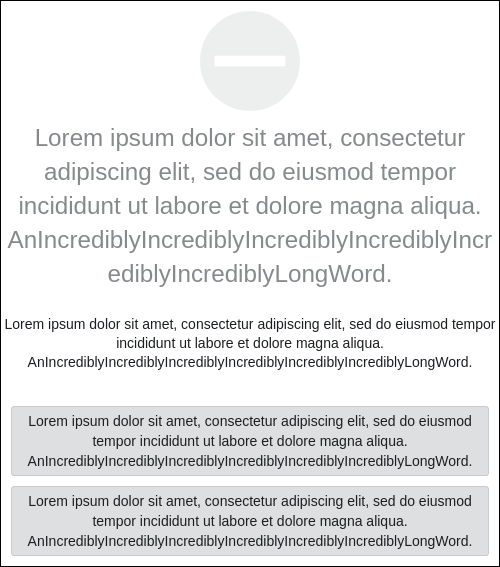 Lorem ipsum dolor sit amet, consectetur
adipiscing elit, sed do eiusmod tempor
incididunt ut labore et dolore magna aliqua.
AnIncrediblyIncrediblyIncrediblyIncrediblyIncr
ediblyIncrediblyLongWord.
Lorem ipsum dolor sit amet, consectetur adipiscing elit, sed do eiusmod tempor
incididunt ut labore et dolore magna aliqua.
AnIncrediblyIncrediblyIncrediblyIncrediblyIncrediblyIncrediblyLongWord.
Lorem ipsum dolor sit amet, consectetur adipiscing elit, sed do eiusmod
tempor incididunt ut labore et dolore magna aliqua.
AnIncrediblyIncrediblyIncrediblyIncrediblyIncrediblyIncrediblyLongWord.
Lorem ipsum dolor sit amet, consectetur adipiscing elit, sed do eiusmod
tempor incididunt ut labore et dolore magna aliqua.
AnIncrediblyIncrediblyIncrediblyIncrediblyIncrediblyIncrediblyLongWord.